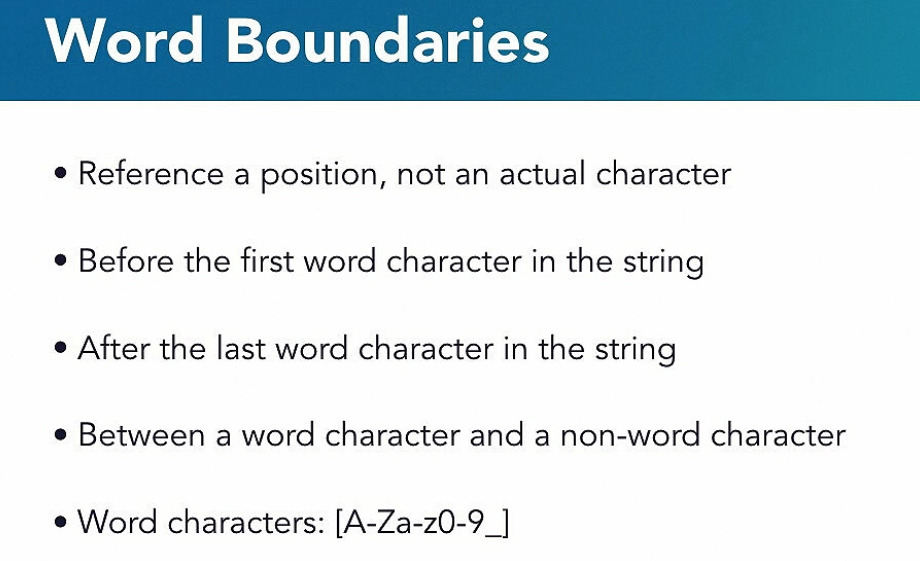 Word Boundaries
• Reference a position, not an actual character
• Before the first word character in the string
• After the last word character in the string
• Between a word character and a non-word character
• Word characters: [A-Za-z0-9_]